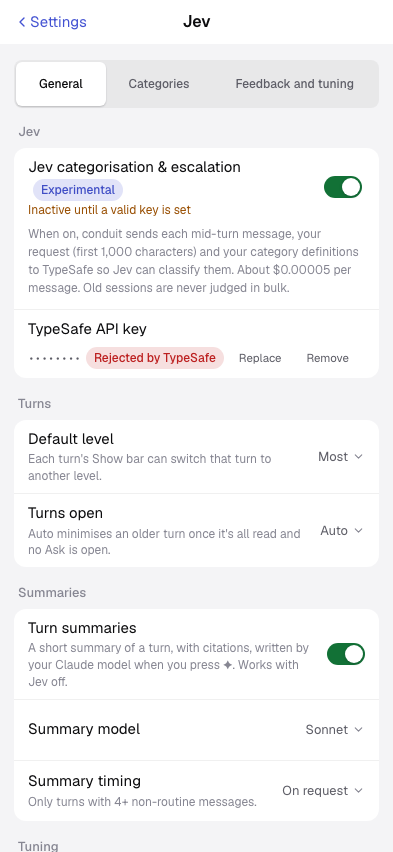 Settings
Jev
General
Categories
Feedback and tuning
Jev
Jev categorisation & escalation
Experimental
Inactive until a valid key is set
When on, conduit sends each mid-turn message, your
request (first 1,000 characters) and your category definitions
to TypeSafe so Jev can classify them. About $0.00005 per
message. Old sessions are never judged in bulk.
TypeSafe API key
········ Rejected by TypeSafe Replace Remove
Turns
Default level
Each turn's Show bar can switch that turn to
another level.
Most
Turns open
Auto minimises an older turn once it's all read and
no Ask is open.
Auto
Summaries
Turn summaries
A short summary of a turn, with citations, written by
your Claude model when you press ✦. Works with
Jev off.
Summary model
Sonnet
Summary timing
Only turns with 4+ non-routine messages.
On request
Tuning